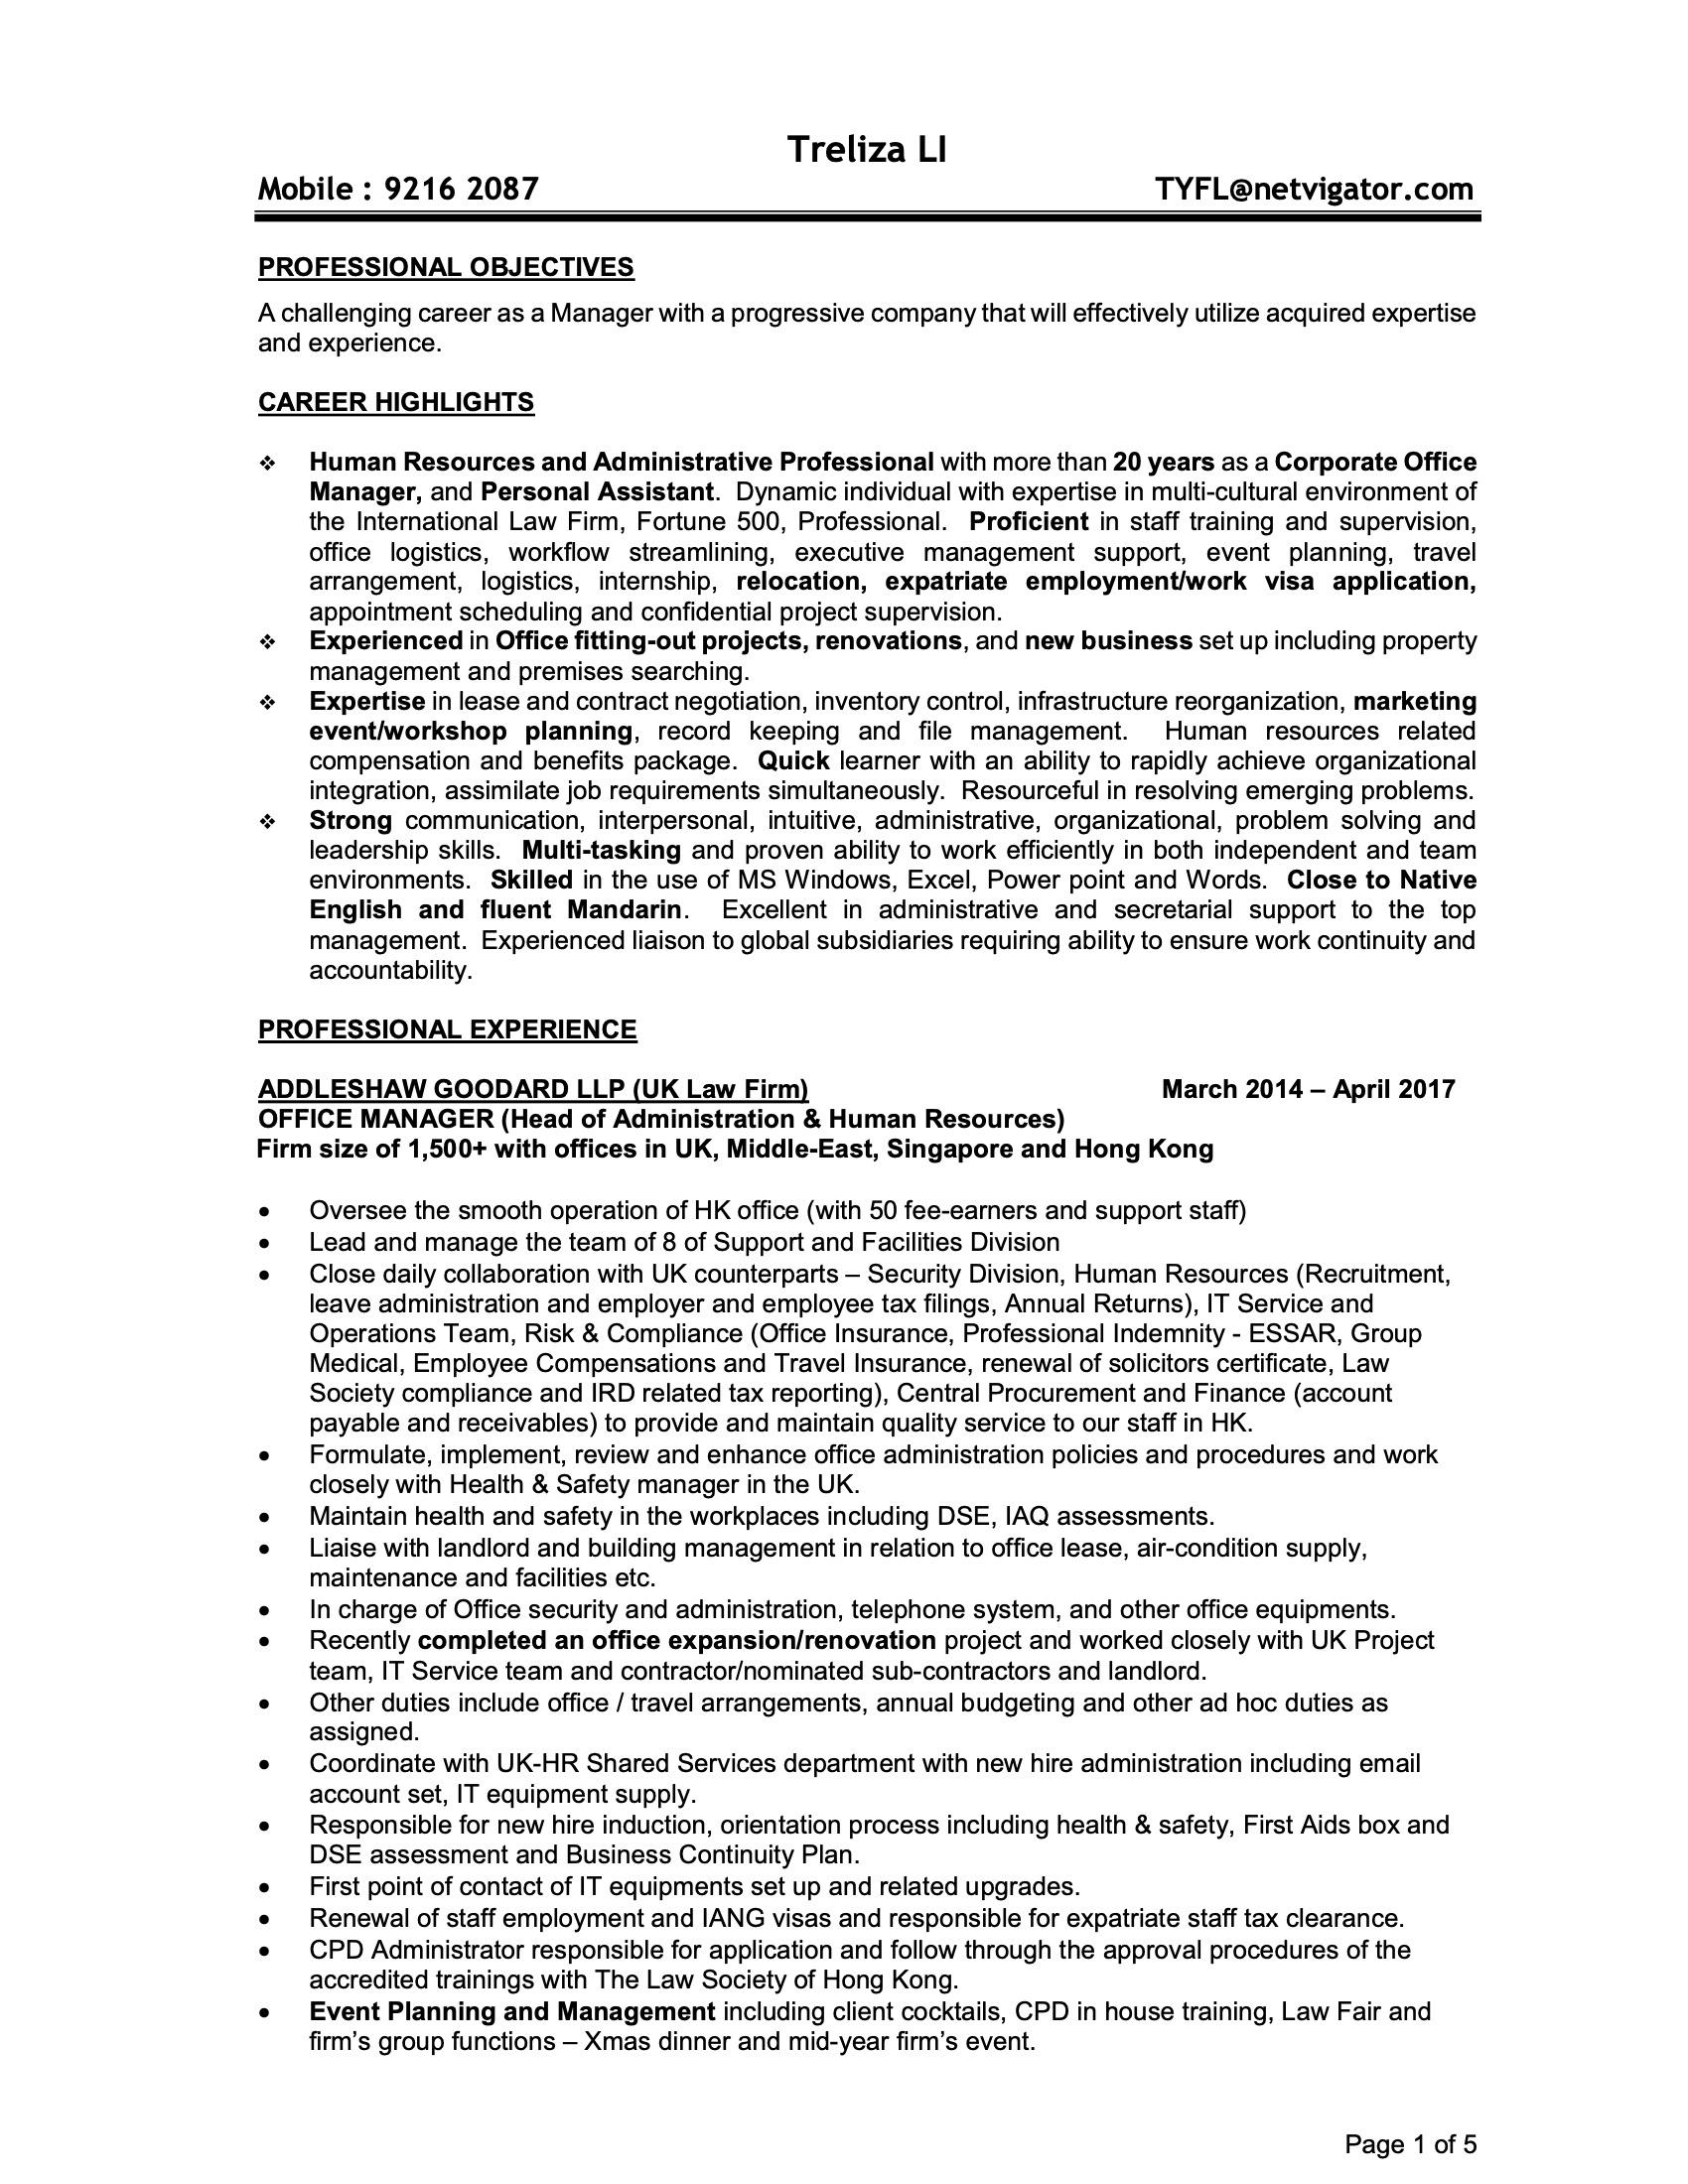 Treliza LI
Mobile : 9216 2087 TYFL@netvigator.com
PROFESSIONAL OBJECTIVES
A challenging career as a Manager with a progressive company that will effectively utilize acquired expertise
and experience.
CAREER HIGHLIGHTS
❖ Human Resources and Administrative Professional with more than 20 years as a Corporate Office
Manager, and Personal Assistant. Dynamic individual with expertise in multi-cultural environment of
the International Law Firm, Fortune 500, Professional. Proficient in staff training and supervision,
office logistics, workflow streamlining, executive management support, event planning, travel
arrangement, logistics, internship, relocation, expatriate employment/work visa application,
appointment scheduling and confidential project supervision.
❖ Experienced in Office fitting-out projects, renovations, and new business set up including property
management and premises searching.
❖ Expertise in lease and contract negotiation, inventory control, infrastructure reorganization, marketing
event/workshop planning, record keeping and file management. Human resources related
compensation and benefits package. Quick learner with an ability to rapidly achieve organizational
integration, assimilate job requirements simultaneously. Resourceful in resolving emerging problems.
❖ Strong communication, interpersonal, intuitive, administrative, organizational, problem solving and
leadership skills. Multi-tasking and proven ability to work efficiently in both independent and team
environments. Skilled in the use of MS Windows, Excel, Power point and Words. Close to Native
English and fluent Mandarin. Excellent in administrative and secretarial support to the top
management. Experienced liaison to global subsidiaries requiring ability to ensure work continuity and
accountability.
PROFESSIONAL EXPERIENCE
ADDLESHAW GOODARD LLP (UK Law Firm) March 2014 – April 2017
OFFICE MANAGER (Head of Administration & Human Resources)
Firm size of 1,500+ with offices in UK, Middle-East, Singapore and Hong Kong
• Oversee the smooth operation of HK office (with 50 fee-earners and support staff)
• Lead and manage the team of 8 of Support and Facilities Division
• Close daily collaboration with UK counterparts – Security Division, Human Resources (Recruitment,
leave administration and employer and employee tax filings, Annual Returns), IT Service and
Operations Team, Risk & Compliance (Office Insurance, Professional Indemnity - ESSAR, Group
Medical, Employee Compensations and Travel Insurance, renewal of solicitors certificate, Law
Society compliance and IRD related tax reporting), Central Procurement and Finance (account
payable and receivables) to provide and maintain quality service to our staff in HK.
• Formulate, implement, review and enhance office administration policies and procedures and work
closely with Health & Safety manager in the UK.
• Maintain health and safety in the workplaces including DSE, IAQ assessments.
• Liaise with landlord and building management in relation to office lease, air-condition supply,
maintenance and facilities etc.
• In charge of Office security and administration, telephone system, and other office equipments.
• Recently completed an office expansion/renovation project and worked closely with UK Project
team, IT Service team and contractor/nominated sub-contractors and landlord.
• Other duties include office / travel arrangements, annual budgeting and other ad hoc duties as
assigned.
• Coordinate with UK-HR Shared Services department with new hire administration including email
account set, IT equipment supply.
• Responsible for new hire induction, orientation process including health & safety, First Aids box and
DSE assessment and Business Continuity Plan.
• First point of contact of IT equipments set up and related upgrades.
• Renewal of staff employment and IANG visas and responsible for expatriate staff tax clearance.
• CPD Administrator responsible for application and follow through the approval procedures of the
accredited trainings with The Law Society of Hong Kong.
• Event Planning and Management including client cocktails, CPD in house training, Law Fair and
firm’s group functions – Xmas dinner and mid-year firm’s event.
Page 1 of 5